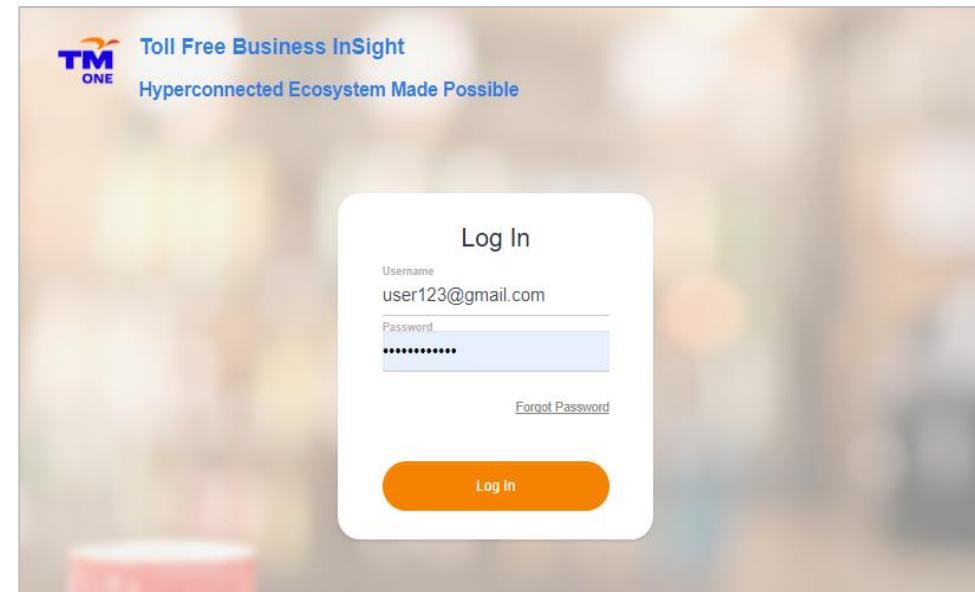 TM
ONE
Toll Free Business InSight
Hyperconnected Ecosystem Made Possible
Log In
Username
user123@gmail.com
Password
••••••••••••
Forgot Password
Log In